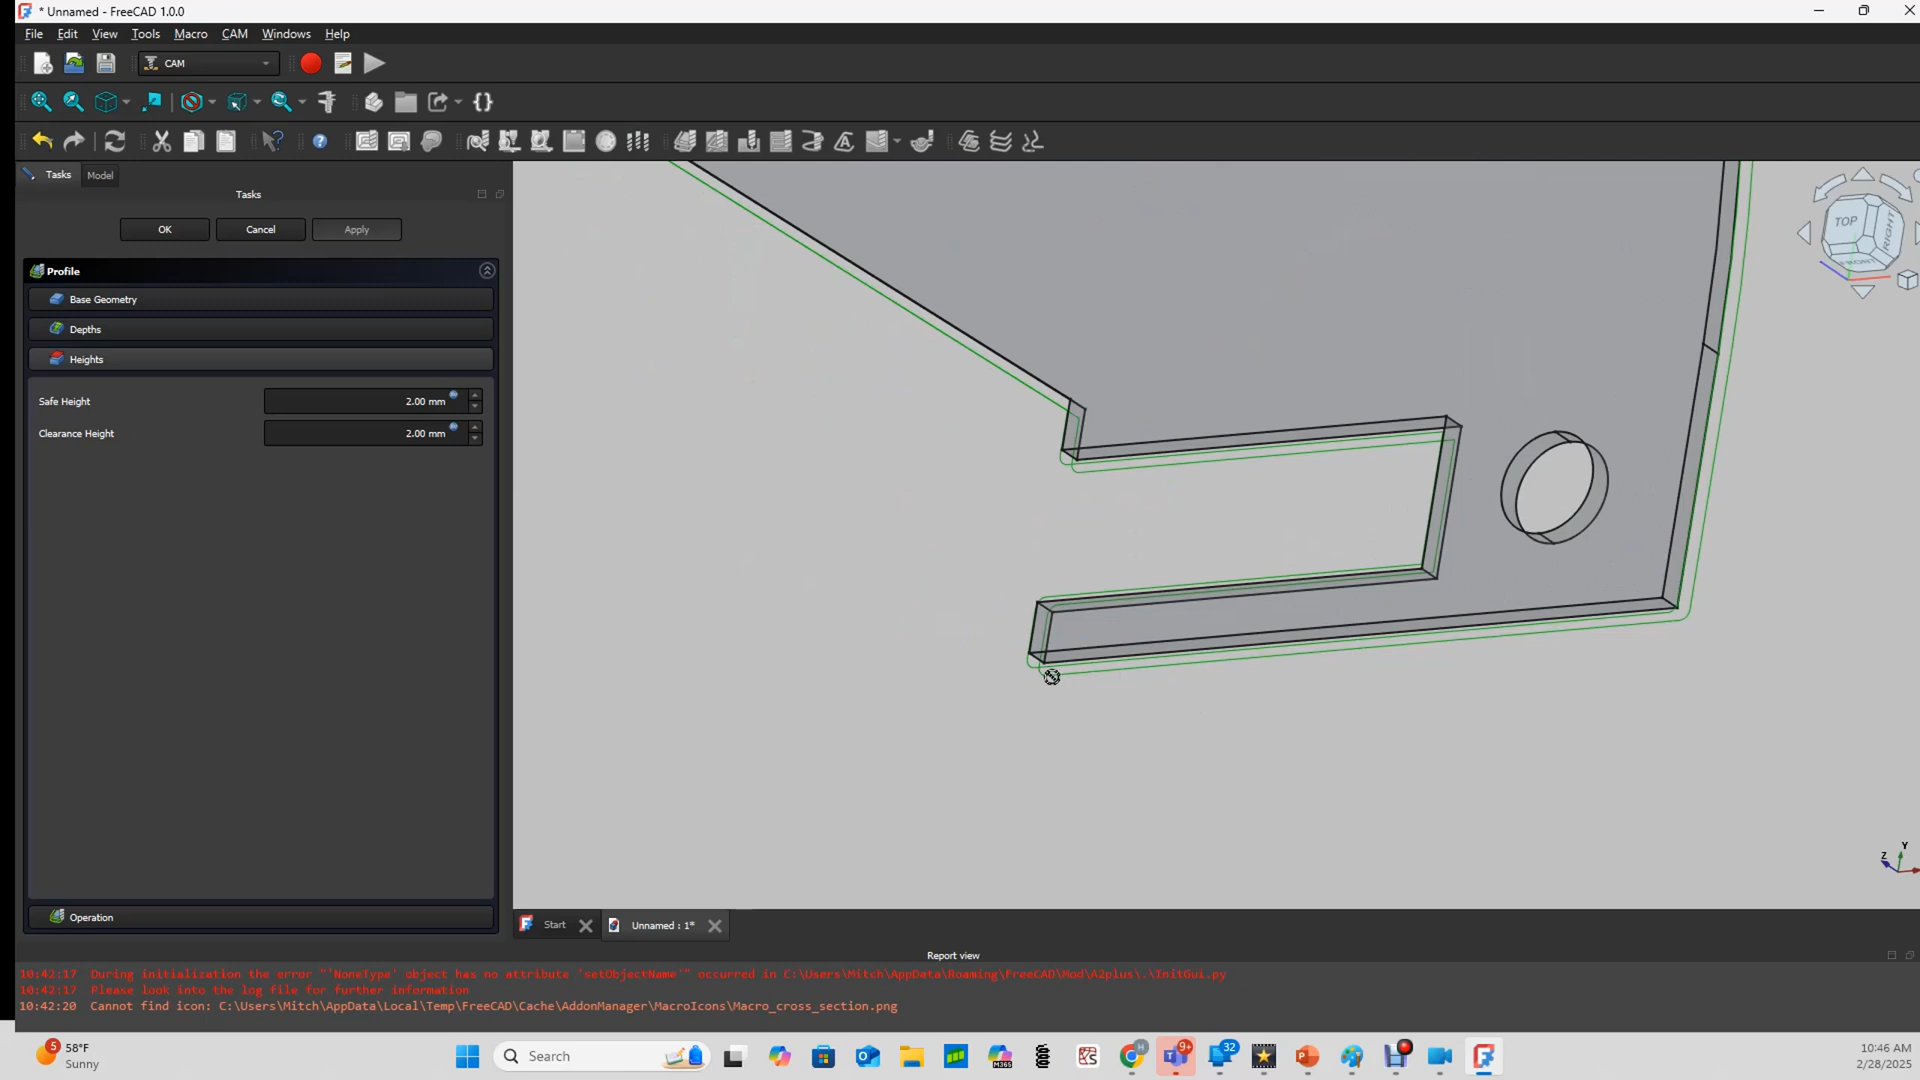 * Unnamed - FreeCAD 1.0.0
File Edit View Tools Macro CAM Windows Help
CAM
Tasks Model
Tasks
OK Cancel Apply
Profile
Base Geometry
Depths
Heights
Safe Height 2.00 mm
Clearance Height 2.00 mm
Operation
TOP RIGHT FRONT
Y
Z
Start Unnamed : 1*
Report view
10:42:17 During initialization the error "'NoneType' object has no attribute 'setObjectName'" occurred in C:\Users\Mitch\AppData\Roaming\FreeCAD\Mod\A2plus\.\InitGui.py
10:42:17 Please look into the log file for further information
10:42:20 Cannot find icon: C:\Users\Mitch\AppData\Local\Temp\FreeCAD\Cache\AddonManager\MacroIcons\Macro_cross_section.png
5 58°F
Sunny
Search
M365
9+
32
10:46 AM
2/28/2025